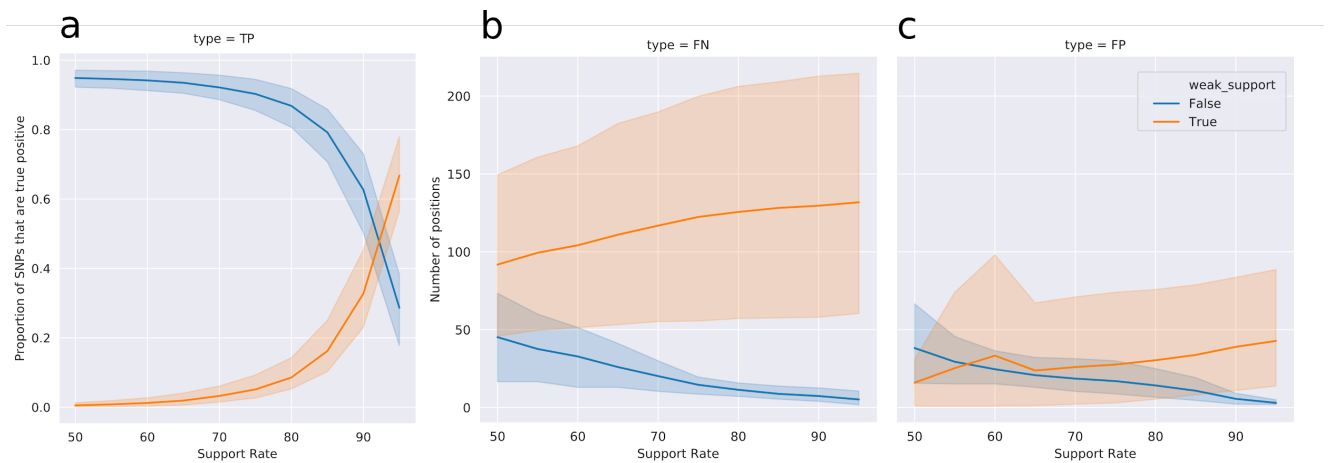 a
type = TP
1.0
0.8
0.6
0.4
0.2
0.0
Proportion of SNPs that are true positive
50 60 70 80 90
Support Rate
b
type = FN
200
150
100
50
0
Number of positions
50 60 70 80 90
Support Rate
c
type = FP
weak_support
False
True
50 60 70 80 90
Support Rate